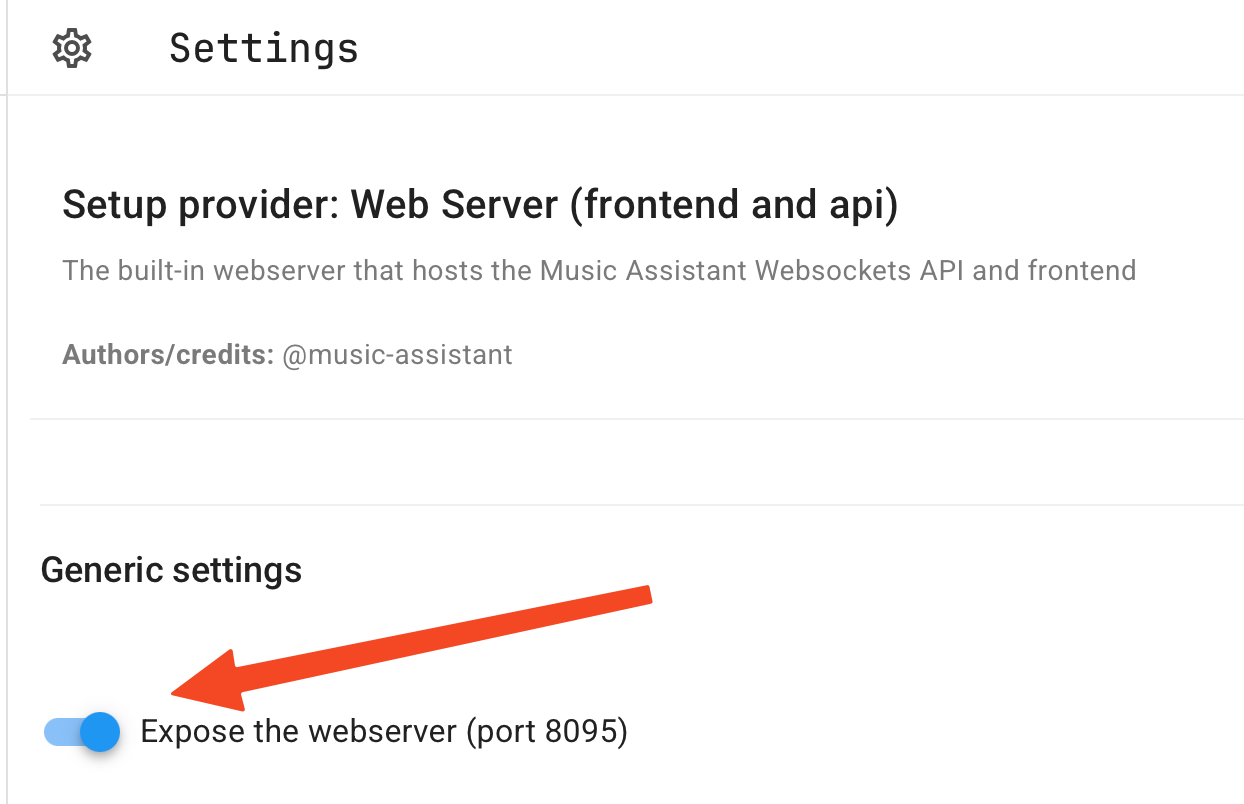 Settings
Setup provider: Web Server (frontend and api)
The built-in webserver that hosts the Music Assistant Websockets API and frontend
Authors/credits: @music-assistant
Generic settings
Expose the webserver (port 8095)